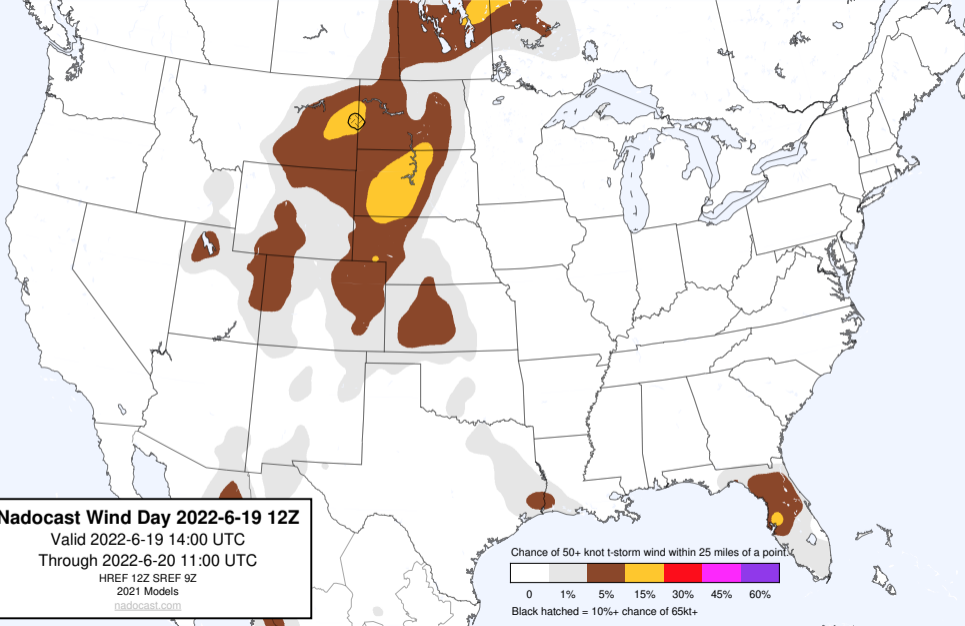 Nadocast Wind Day 2022-6-19 12Z
Valid 2022-6-19 14:00 UTC
Through 2022-6-20 11:00 UTC
HREF 12Z SREF 9Z
2021 Models
nadocast.com
Chance of 50+ knot t-storm wind within 25 miles of a point.
0 1% 5% 15% 30% 45% 60%
Black hatched = 10%+ chance of 65kt+